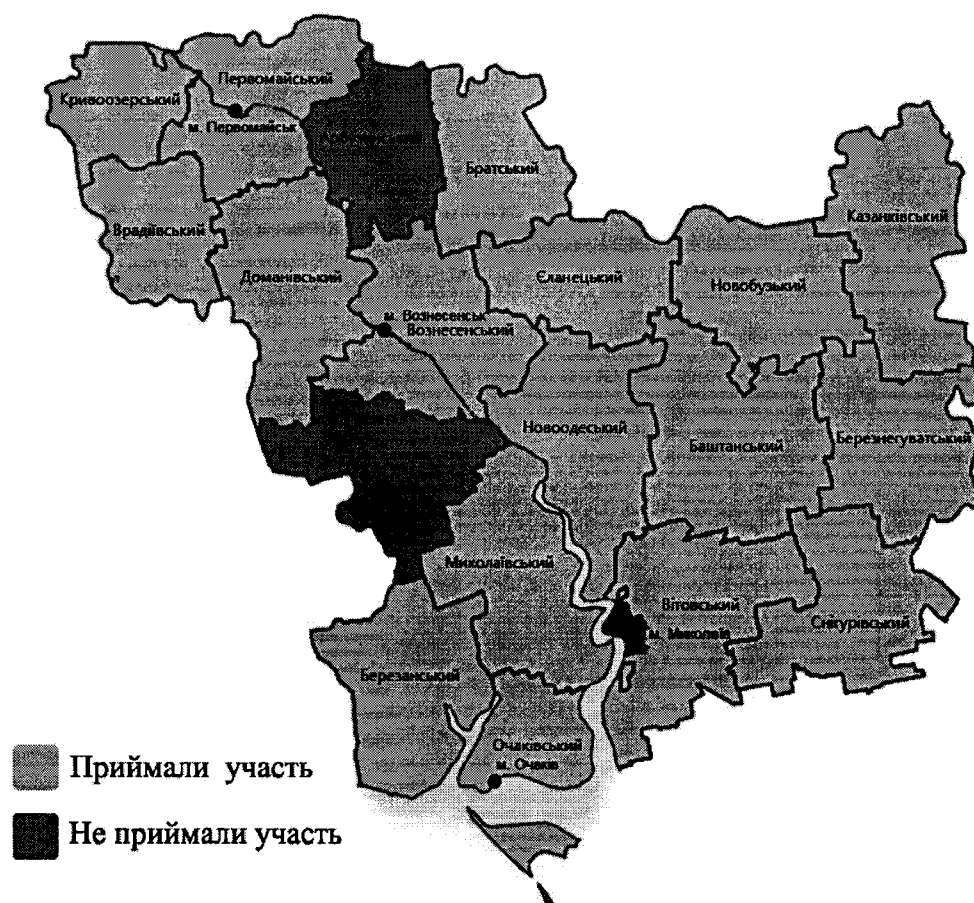 Первомайський
Кривоозерський
м. Первомайськ
Братський
Врадіївський
Казанківський
Доманівський
Єланецький
Новобузький
м. Вознесенськ
Вознесенський
Новоодеський
Баштанський
Березнегуватський
Миколаївський
Вітовський
м. Миколаїв
Снігурівський
Березанський
Очаківський
м. Очаків
Приймали участь
Не приймали участь